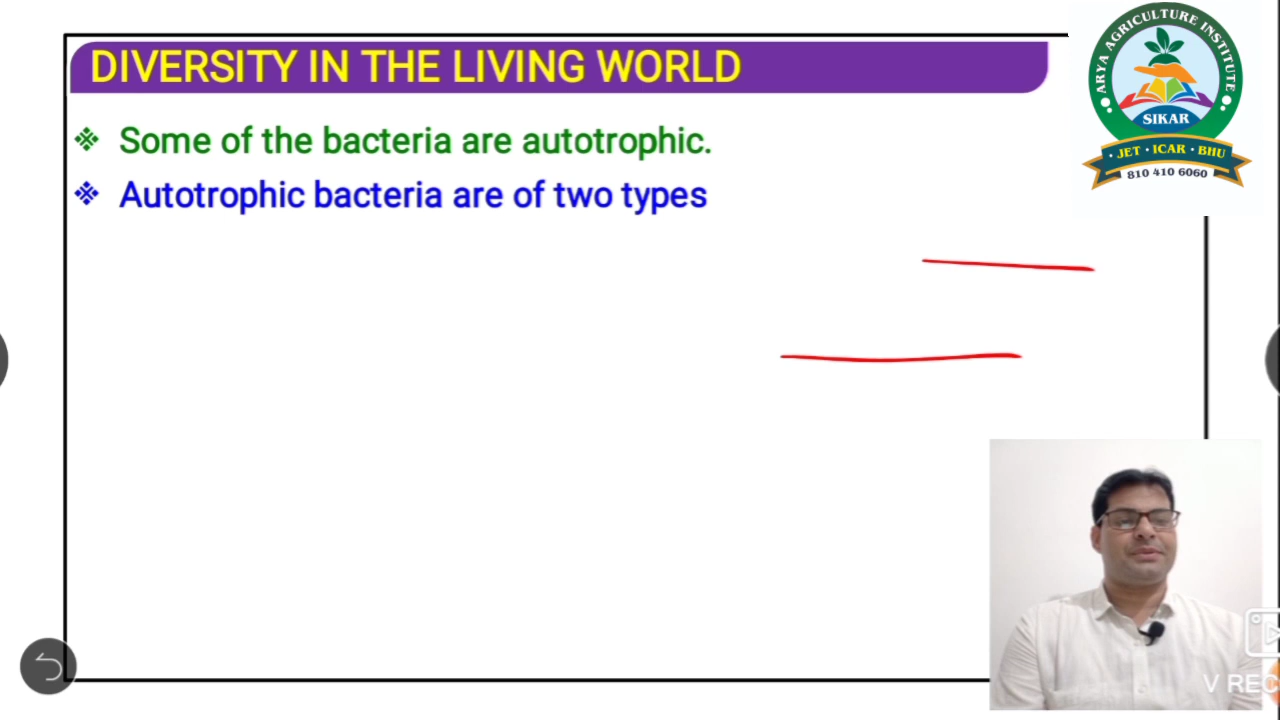 DIVERSITY IN THE LIVING WORLD
❖ Some of the bacteria are autotrophic.
❖ Autotrophic bacteria are of two types
ARYA AGRICULTURE INSTITUTE
SIKAR
· JET · ICAR · BHU
810 410 6060
V REC